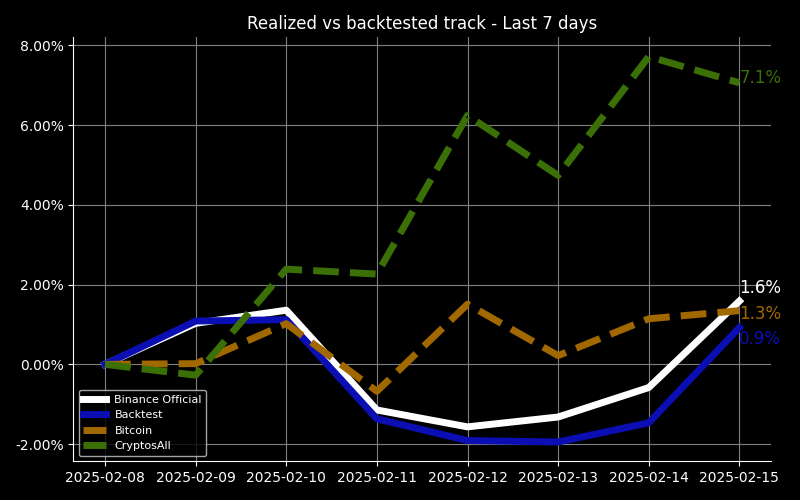 Realized vs backtested track - Last 7 days
8.00%
6.00%
4.00%
2.00%
0.00%
-2.00%
7.1%
1.6%
1.3%
0.9%
Binance Official
Backtest
Bitcoin
CryptosAll
2025-02-08 2025-02-09 2025-02-10 2025-02-11 2025-02-12 2025-02-13 2025-02-14 2025-02-15